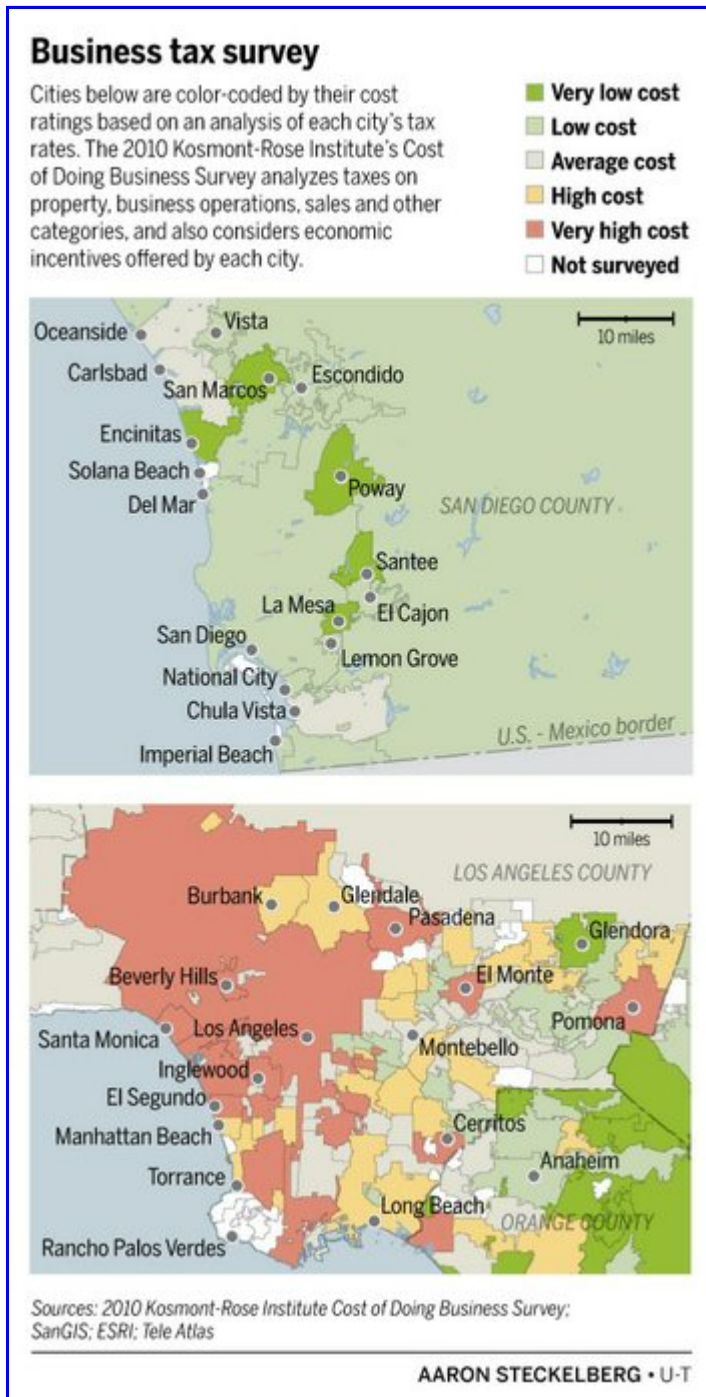 Business tax survey
Cities below are color-coded by their cost
ratings based on an analysis of each city's tax
rates. The 2010 Kosmont-Rose Institute's Cost
of Doing Business Survey analyzes taxes on
property, business operations, sales and other
categories, and also considers economic
incentives offered by each city.
Very low cost
Low cost
Average cost
High cost
Very high cost
Not surveyed
10 miles
Oceanside
Vista
Carlsbad
San Marcos
Escondido
Encinitas
Solana Beach
Del Mar
Poway
SAN DIEGO COUNTY
Santee
La Mesa
El Cajon
San Diego
Lemon Grove
National City
Chula Vista
U.S. - Mexico border
Imperial Beach
10 miles
LOS ANGELES COUNTY
Burbank
Glendale
Pasadena
Glendora
Beverly Hills
El Monte
Santa Monica
Los Angeles
Pomona
Montebello
Inglewood
El Segundo
Manhattan Beach
Cerritos
Torrance
Anaheim
Long Beach
ORANGE COUNTY
Rancho Palos Verdes
Sources: 2010 Kosmont-Rose Institute Cost of Doing Business Survey;
SanGIS; ESRI; Tele Atlas
AARON STECKELBERG • U-T